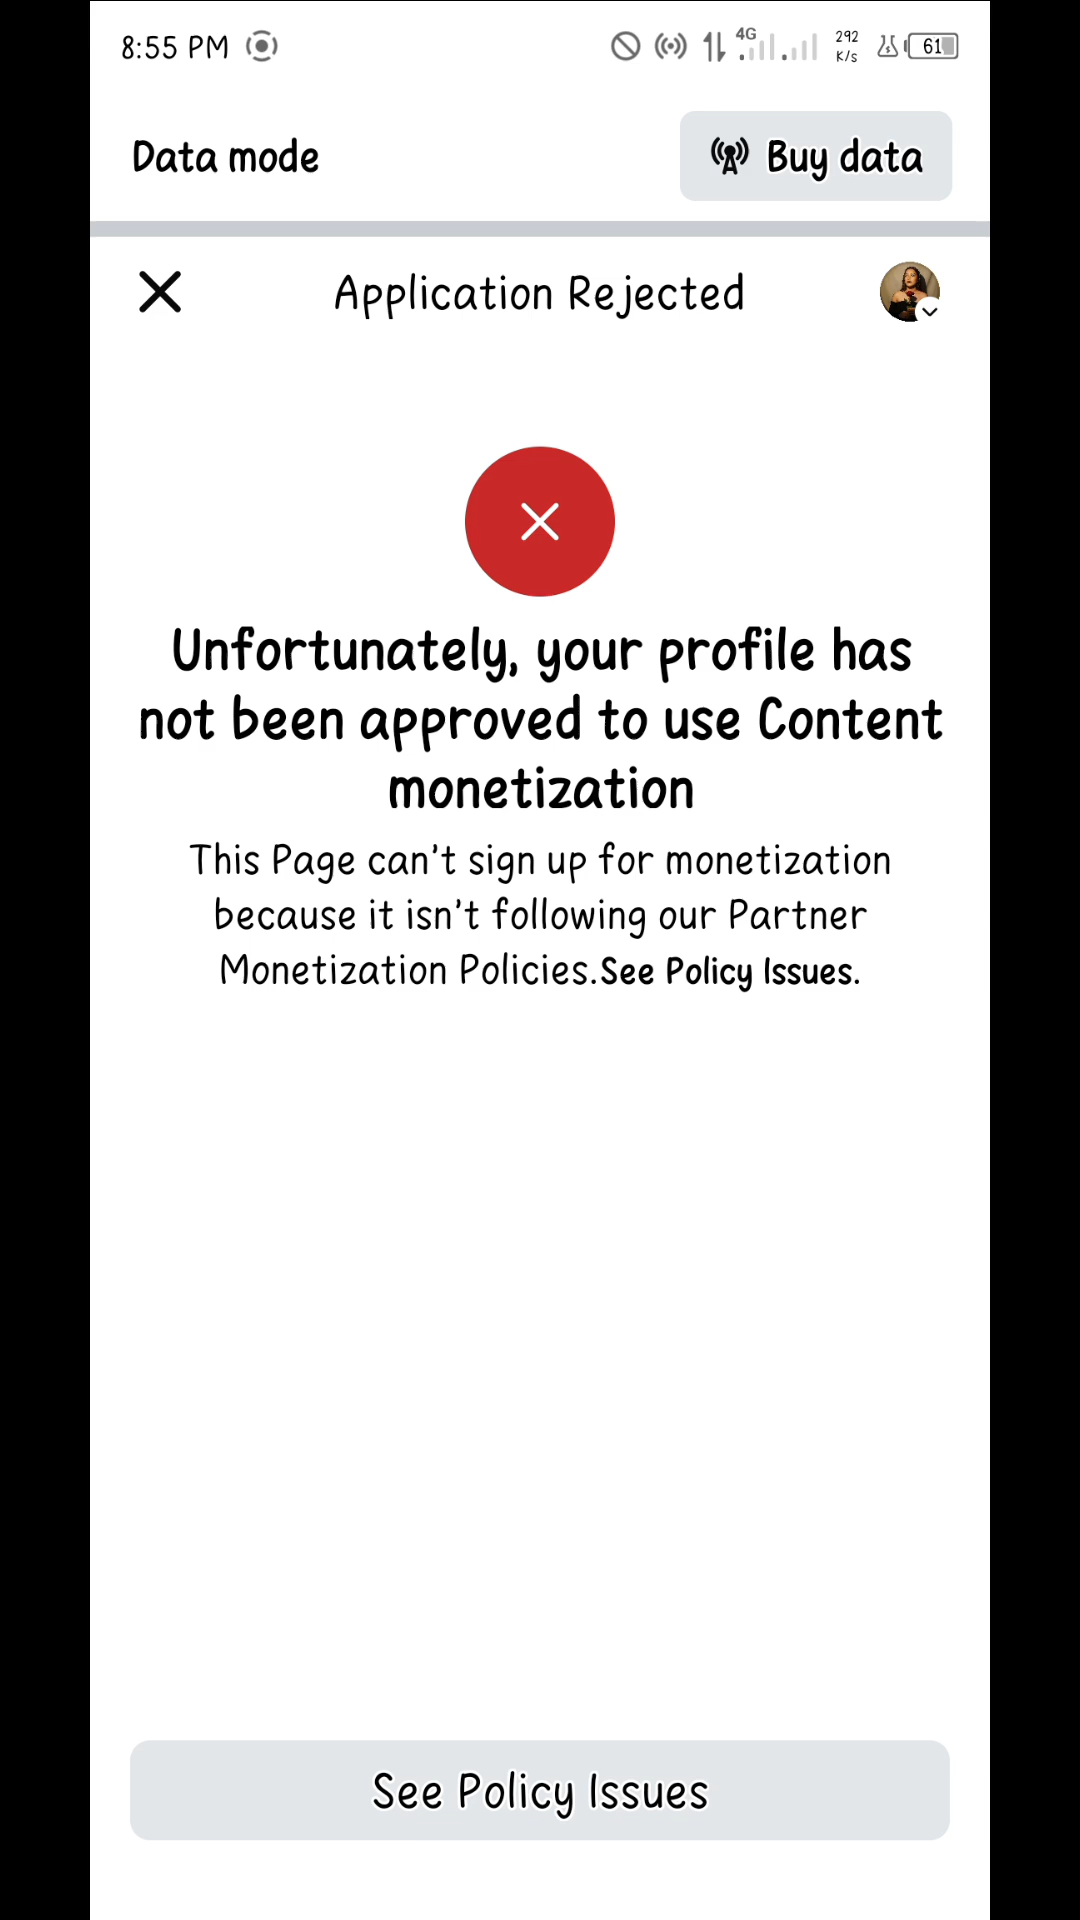 8:55 PM 4G 292 K/s 61
Data mode Buy data
Application Rejected
Unfortunately, your profile has
not been approved to use Content
monetization
This Page can't sign up for monetization
because it isn't following our Partner
Monetization Policies.See Policy Issues.
See Policy Issues